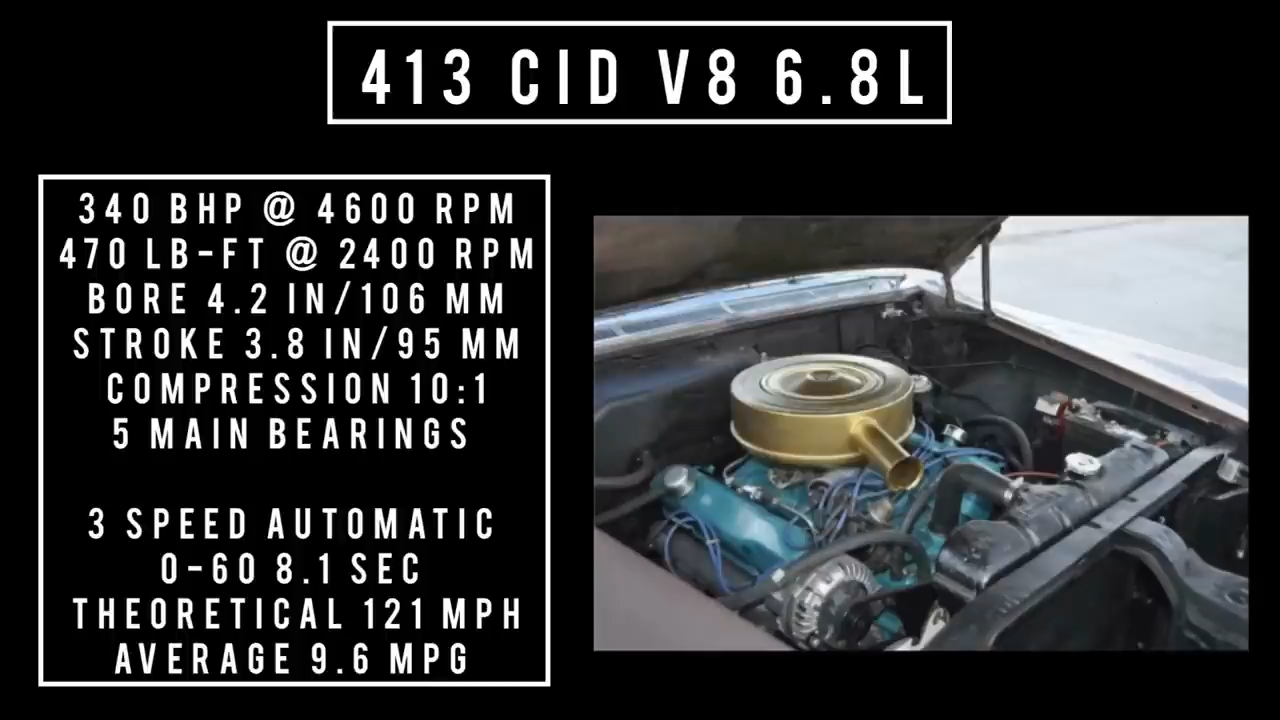 413 CID V8 6.8L
340 BHP @ 4600 RPM
470 LB-FT @ 2400 RPM
BORE 4.2 IN/106 MM
STROKE 3.8 IN/95 MM
COMPRESSION 10:1
5 MAIN BEARINGS
3 SPEED AUTOMATIC
0-60 8.1 SEC
THEORETICAL 121 MPH
AVERAGE 9.6 MPG